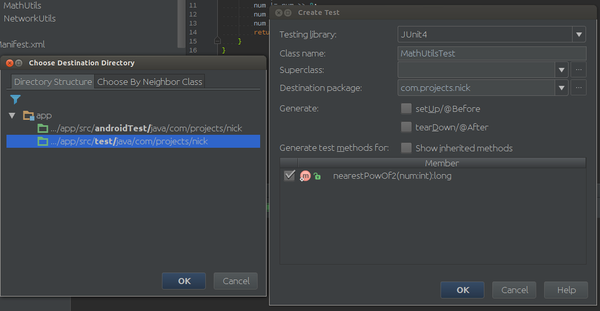 MathUtils
NetworkUtils
Manifest.xml
11
12
13
14
15
16
17
num
num
retu
}
}
Choose Destination Directory
Directory Structure
Choose By Neighbor Class
app
.../app/src/androidTest/java/com/projects/nick
.../app/src/test/java/com/projects/nick
OK
Cancel
Create Test
Testing library:
JUnit4
Class name:
MathUtilsTest
Superclass:
Destination package:
com.projects.nick
Generate:
setUp/@Before
tearDown/@After
Generate test methods for:
Show inherited methods
Member
nearestPowOf2(num:int):long
OK
Cancel
Help